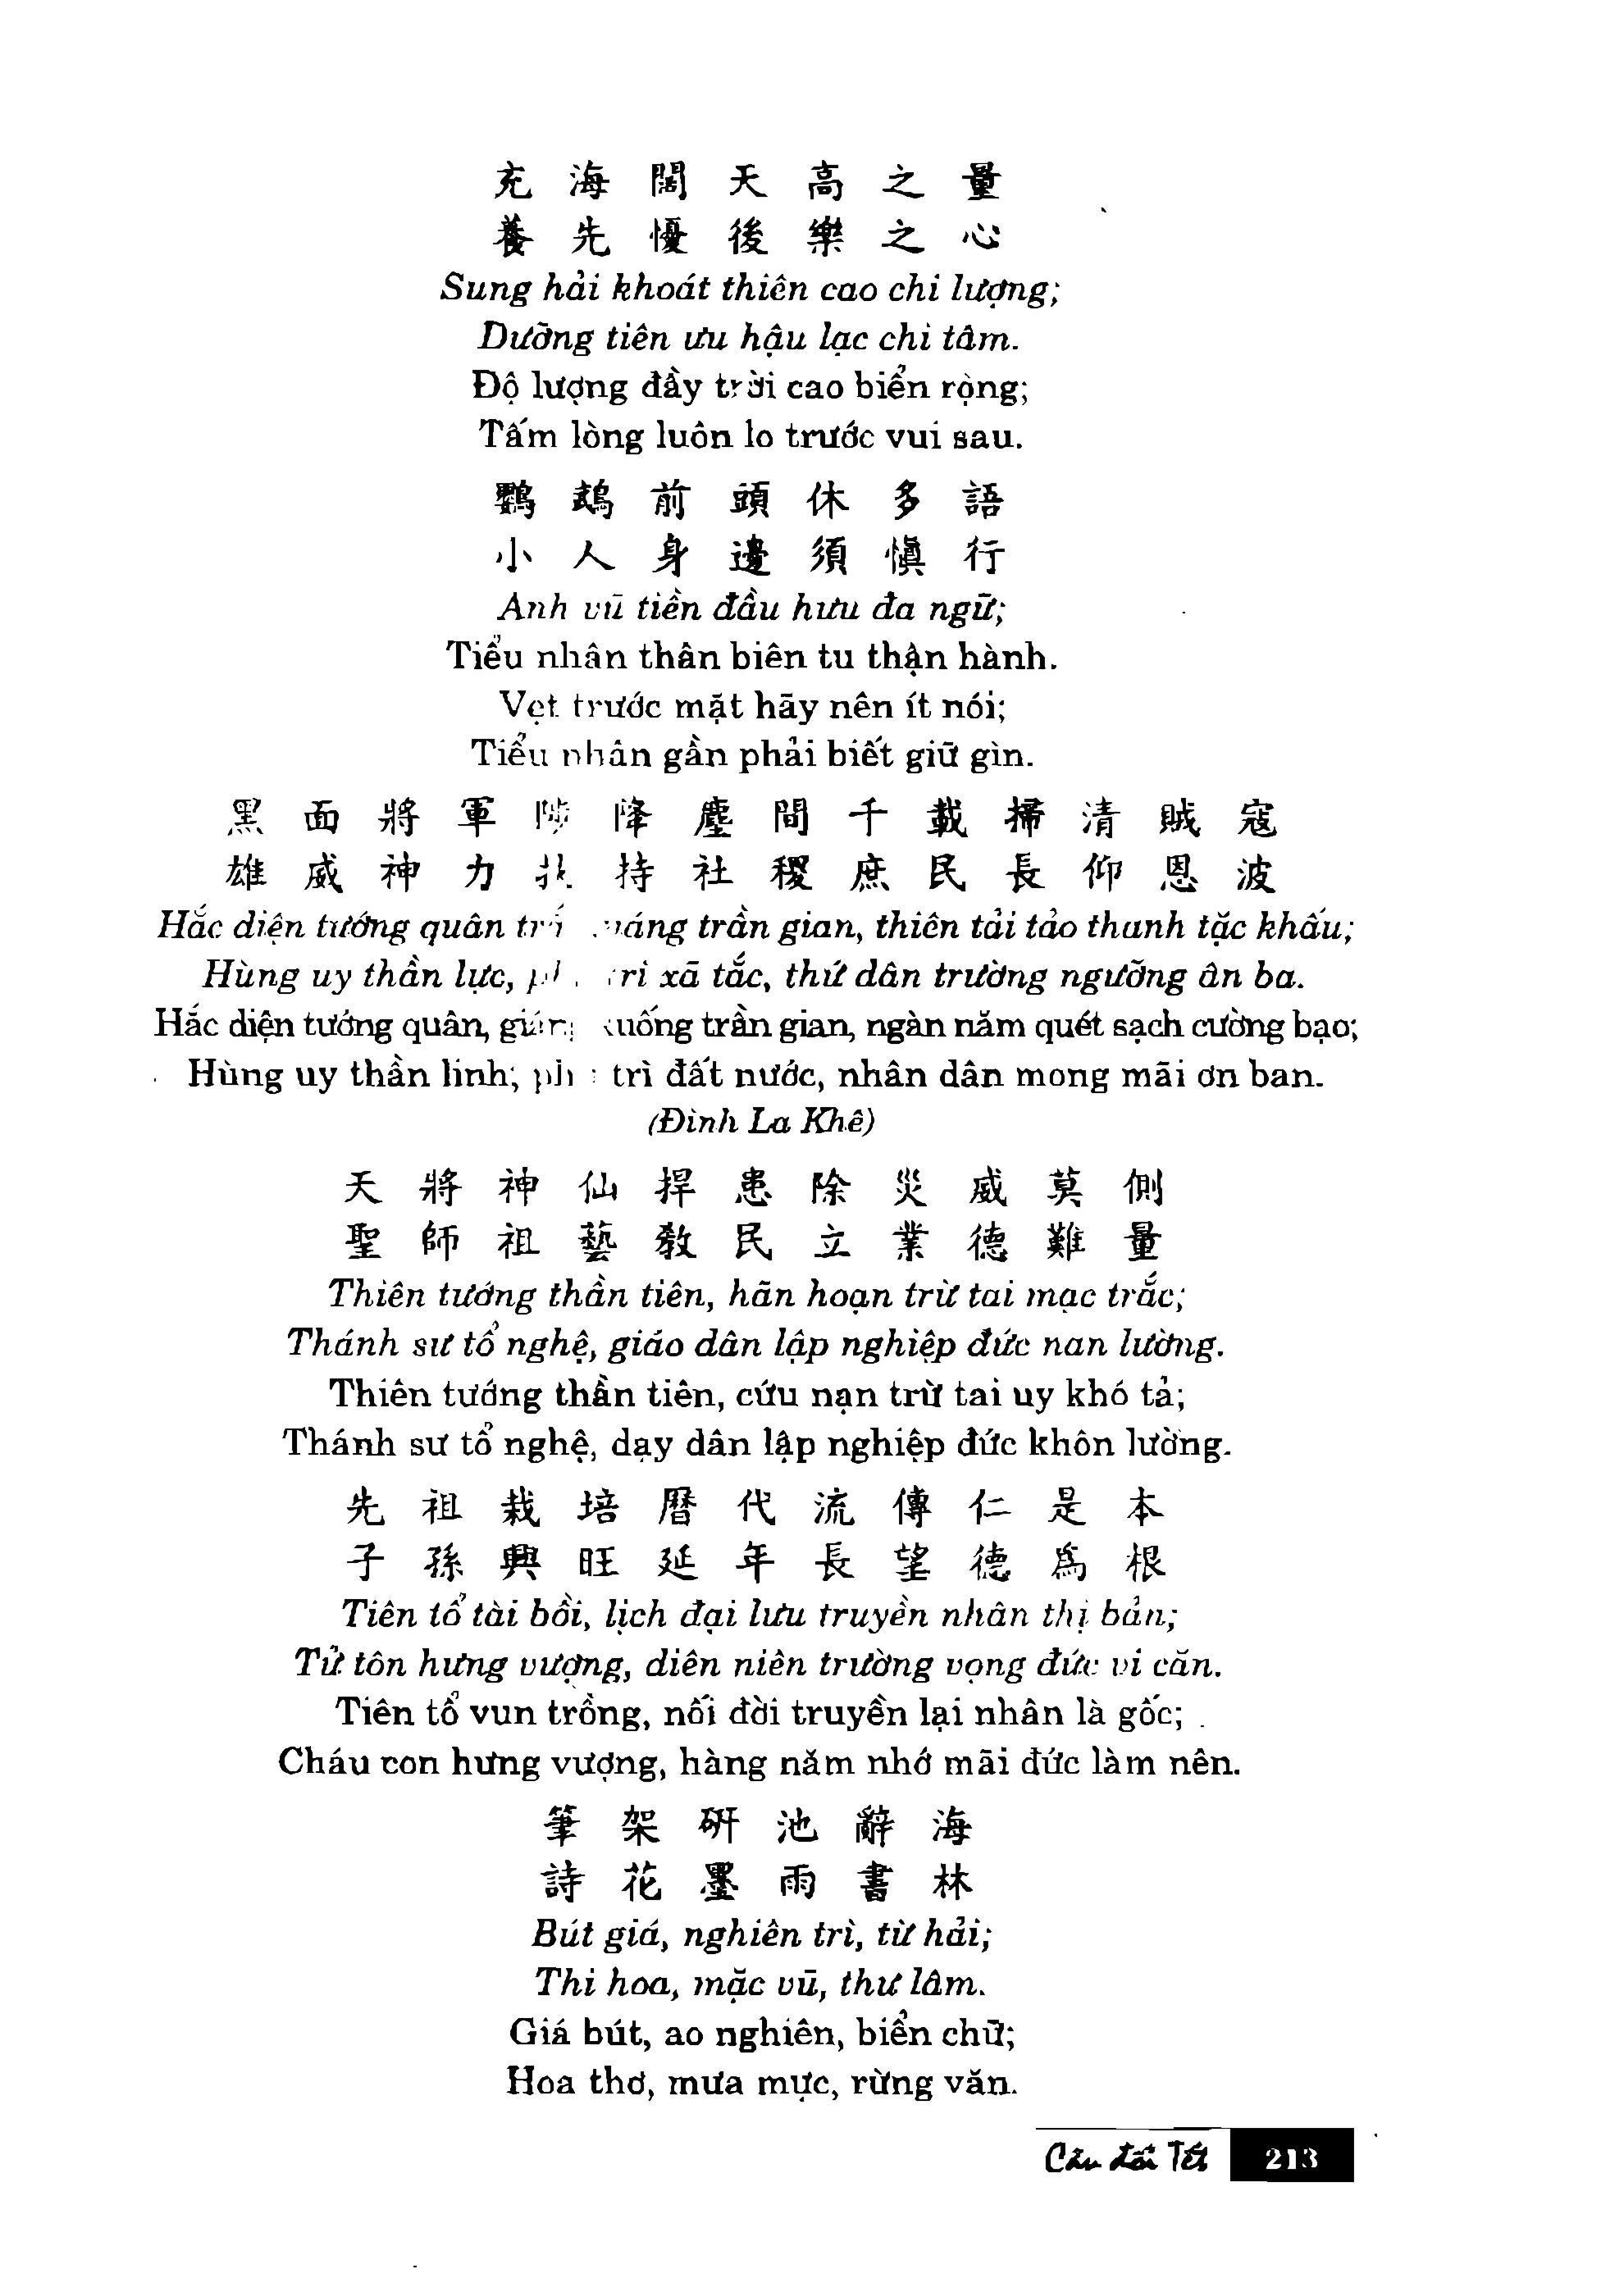 充海闊天高之量
養先憂後樂之心
Sung hải khoát thiên cao chi lượng;
Dưỡng tiên ưu hậu lạc chi tâm.
Độ lượng đầy trời cao biển rộng;
Tấm lòng luôn lo trước vui sau.
鸚鵡前頭休多語
小人身邊須慎行
Anh vũ tiền đầu hưu đa ngữ;
Tiểu nhân thân biên tu thận hành.
Vẹt trước mặt hãy nên ít nói;
Tiểu nhân gần phải biết giữ gìn.
黑面將軍陟降塵間千載掃清賊寇
雄威神力扶持社稷庶民長仰恩波
Hắc diện tướng quân giáng trần gian, thiên tải tảo thanh tặc khấu;
Hùng uy thần lực, trì xã tắc, thứ dân trường ngưỡng ân ba.
Hắc diện tướng quân, giáng xuống trần gian, ngàn năm quét sạch cường bạo;
Hùng uy thần linh, trì đất nước, nhân dân mong mãi ơn ban.
(Đình La Khê)
天將神仙捍患除災威莫側
聖師祖藝教民立業德難量
Thiên tướng thần tiên, hãn hoạn trừ tai mạc trắc;
Thánh sư tổ nghệ, giáo dân lập nghiệp đức nan lường.
Thiên tướng thần tiên, cứu nạn trừ tai uy khó tả;
Thánh sư tổ nghệ, dạy dân lập nghiệp đức khôn lường.
先祖栽培曆代流傳仁是本
子孫興旺延年長望德為根
Tiên tổ tài bồi, lịch đại lưu truyền nhân thị bản;
Tử tôn hưng vượng, diên niên trường vọng đức vi căn.
Tiên tổ vun trồng, nối đời truyền lại nhân là gốc;
Cháu con hưng vượng, hàng năm nhớ mãi đức làm nên.
筆架硏池辭海
詩花墨雨書林
Bút giá, nghiên trì, từ hải;
Thi hoa, mặc vũ, thư lâm.
Giá bút, ao nghiên, biển chữ;
Hoa thơ, mưa mực, rừng văn.
Câu đối Tết 213